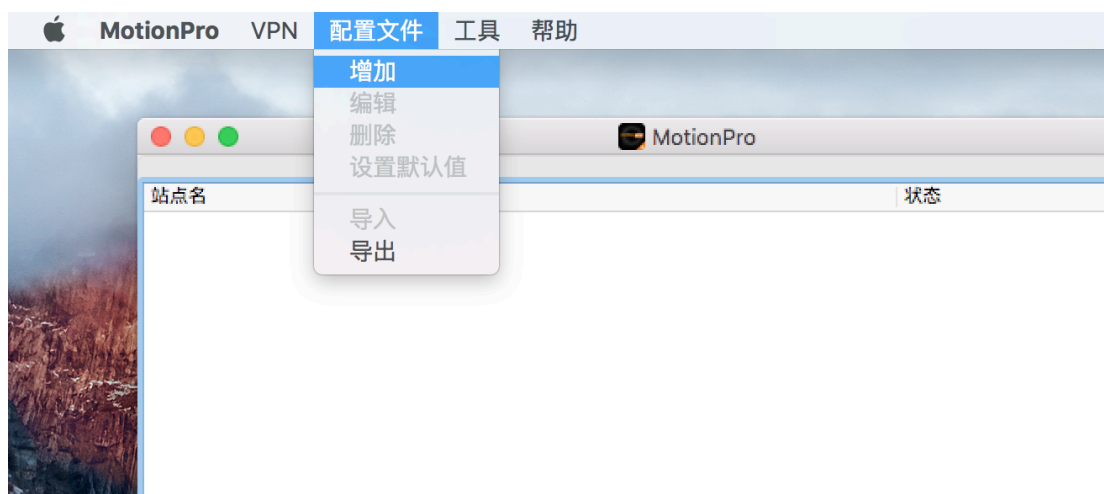 MotionPro VPN 配置文件 工具 帮助
增加
编辑
删除
设置默认值
导入
导出
MotionPro
站点名 状态